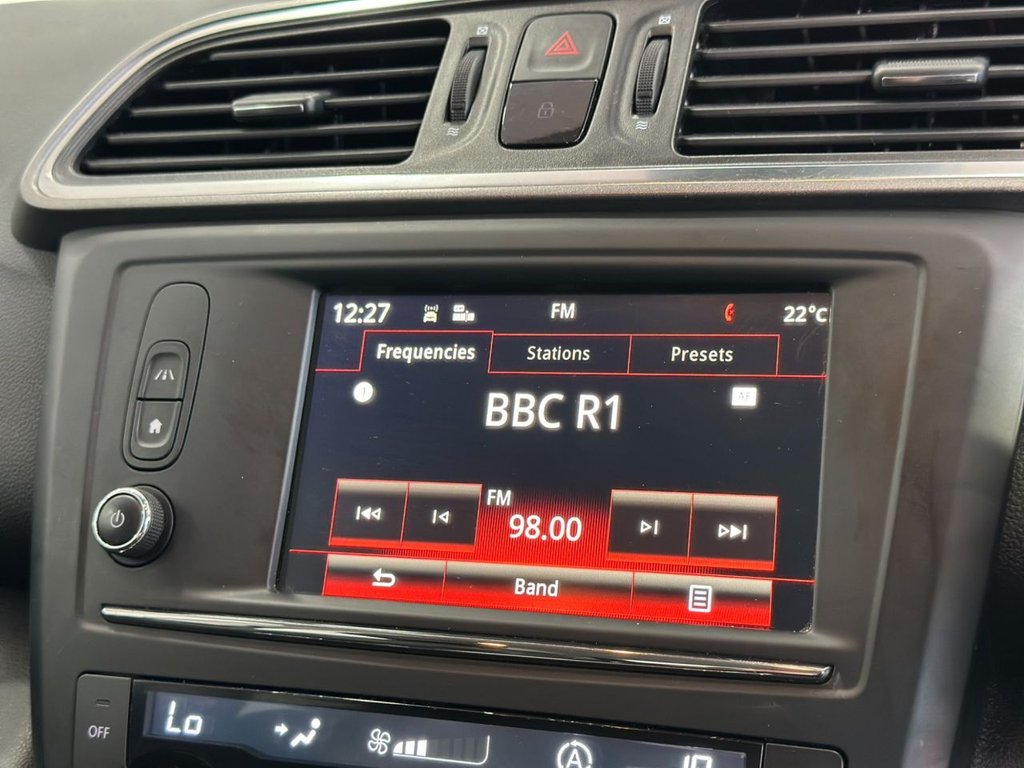 12:27 FM 22°C
Frequencies Stations Presets
AF
BBC R1
FM
98.00
Band
OFF
Lo
A